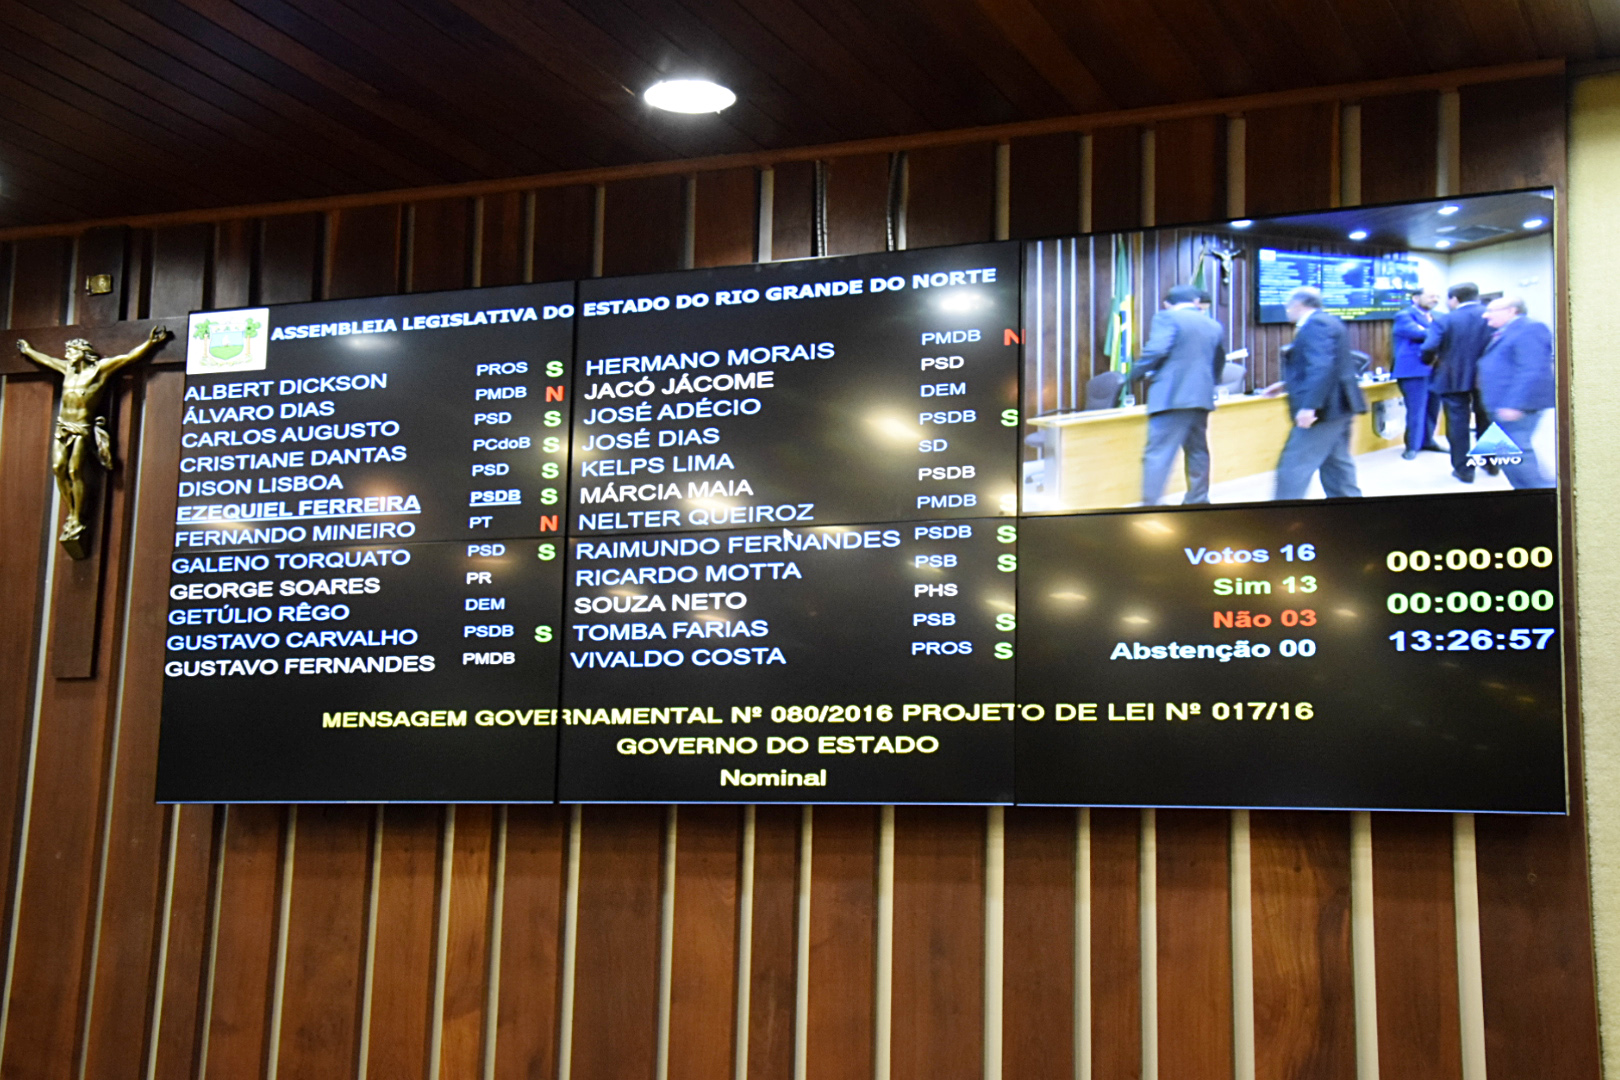 ASSEMBLEIA LEGISLATIVA DO ESTADO DO RIO GRANDE DO NORTE
ALBERT DICKSON PROS S
ÁLVARO DIAS PMDB N
CARLOS AUGUSTO PSD S
CRISTIANE DANTAS PCdoB S
DISON LISBOA PSD S
EZEQUIEL FERREIRA PSDB S
FERNANDO MINEIRO PT N
GALENO TORQUATO PSD S
GEORGE SOARES PR
GETÚLIO RÊGO DEM
GUSTAVO CARVALHO PSDB S
GUSTAVO FERNANDES PMDB
HERMANO MORAIS PMDB N
JACÓ JÁCOME PSD
JOSÉ ADÉCIO DEM
JOSÉ DIAS PSDB S
KELPS LIMA SD
MÁRCIA MAIA PSDB
NELTER QUEIROZ PMDB
RAIMUNDO FERNANDES PSDB S
RICARDO MOTTA PSB S
SOUZA NETO PHS
TOMBA FARIAS PSB S
VIVALDO COSTA PROS S
AO VIVO
Votos 16 00:00:00
Sim 13 00:00:00
Não 03 13:26:57
Abstenção 00
MENSAGEM GOVERNAMENTAL Nº 080/2016 PROJETO DE LEI Nº 017/16
GOVERNO DO ESTADO
Nominal